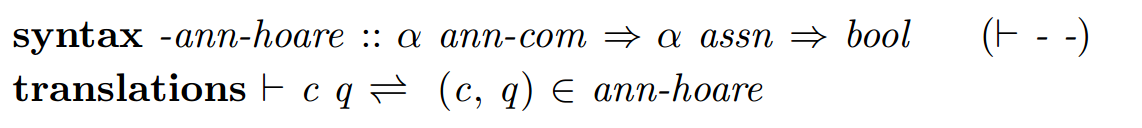 syntax -ann-hoare :: α ann-com ⇒ α assn ⇒ bool (⊢ - -)
translations ⊢ c q ⇌ (c, q) ∈ ann-hoare